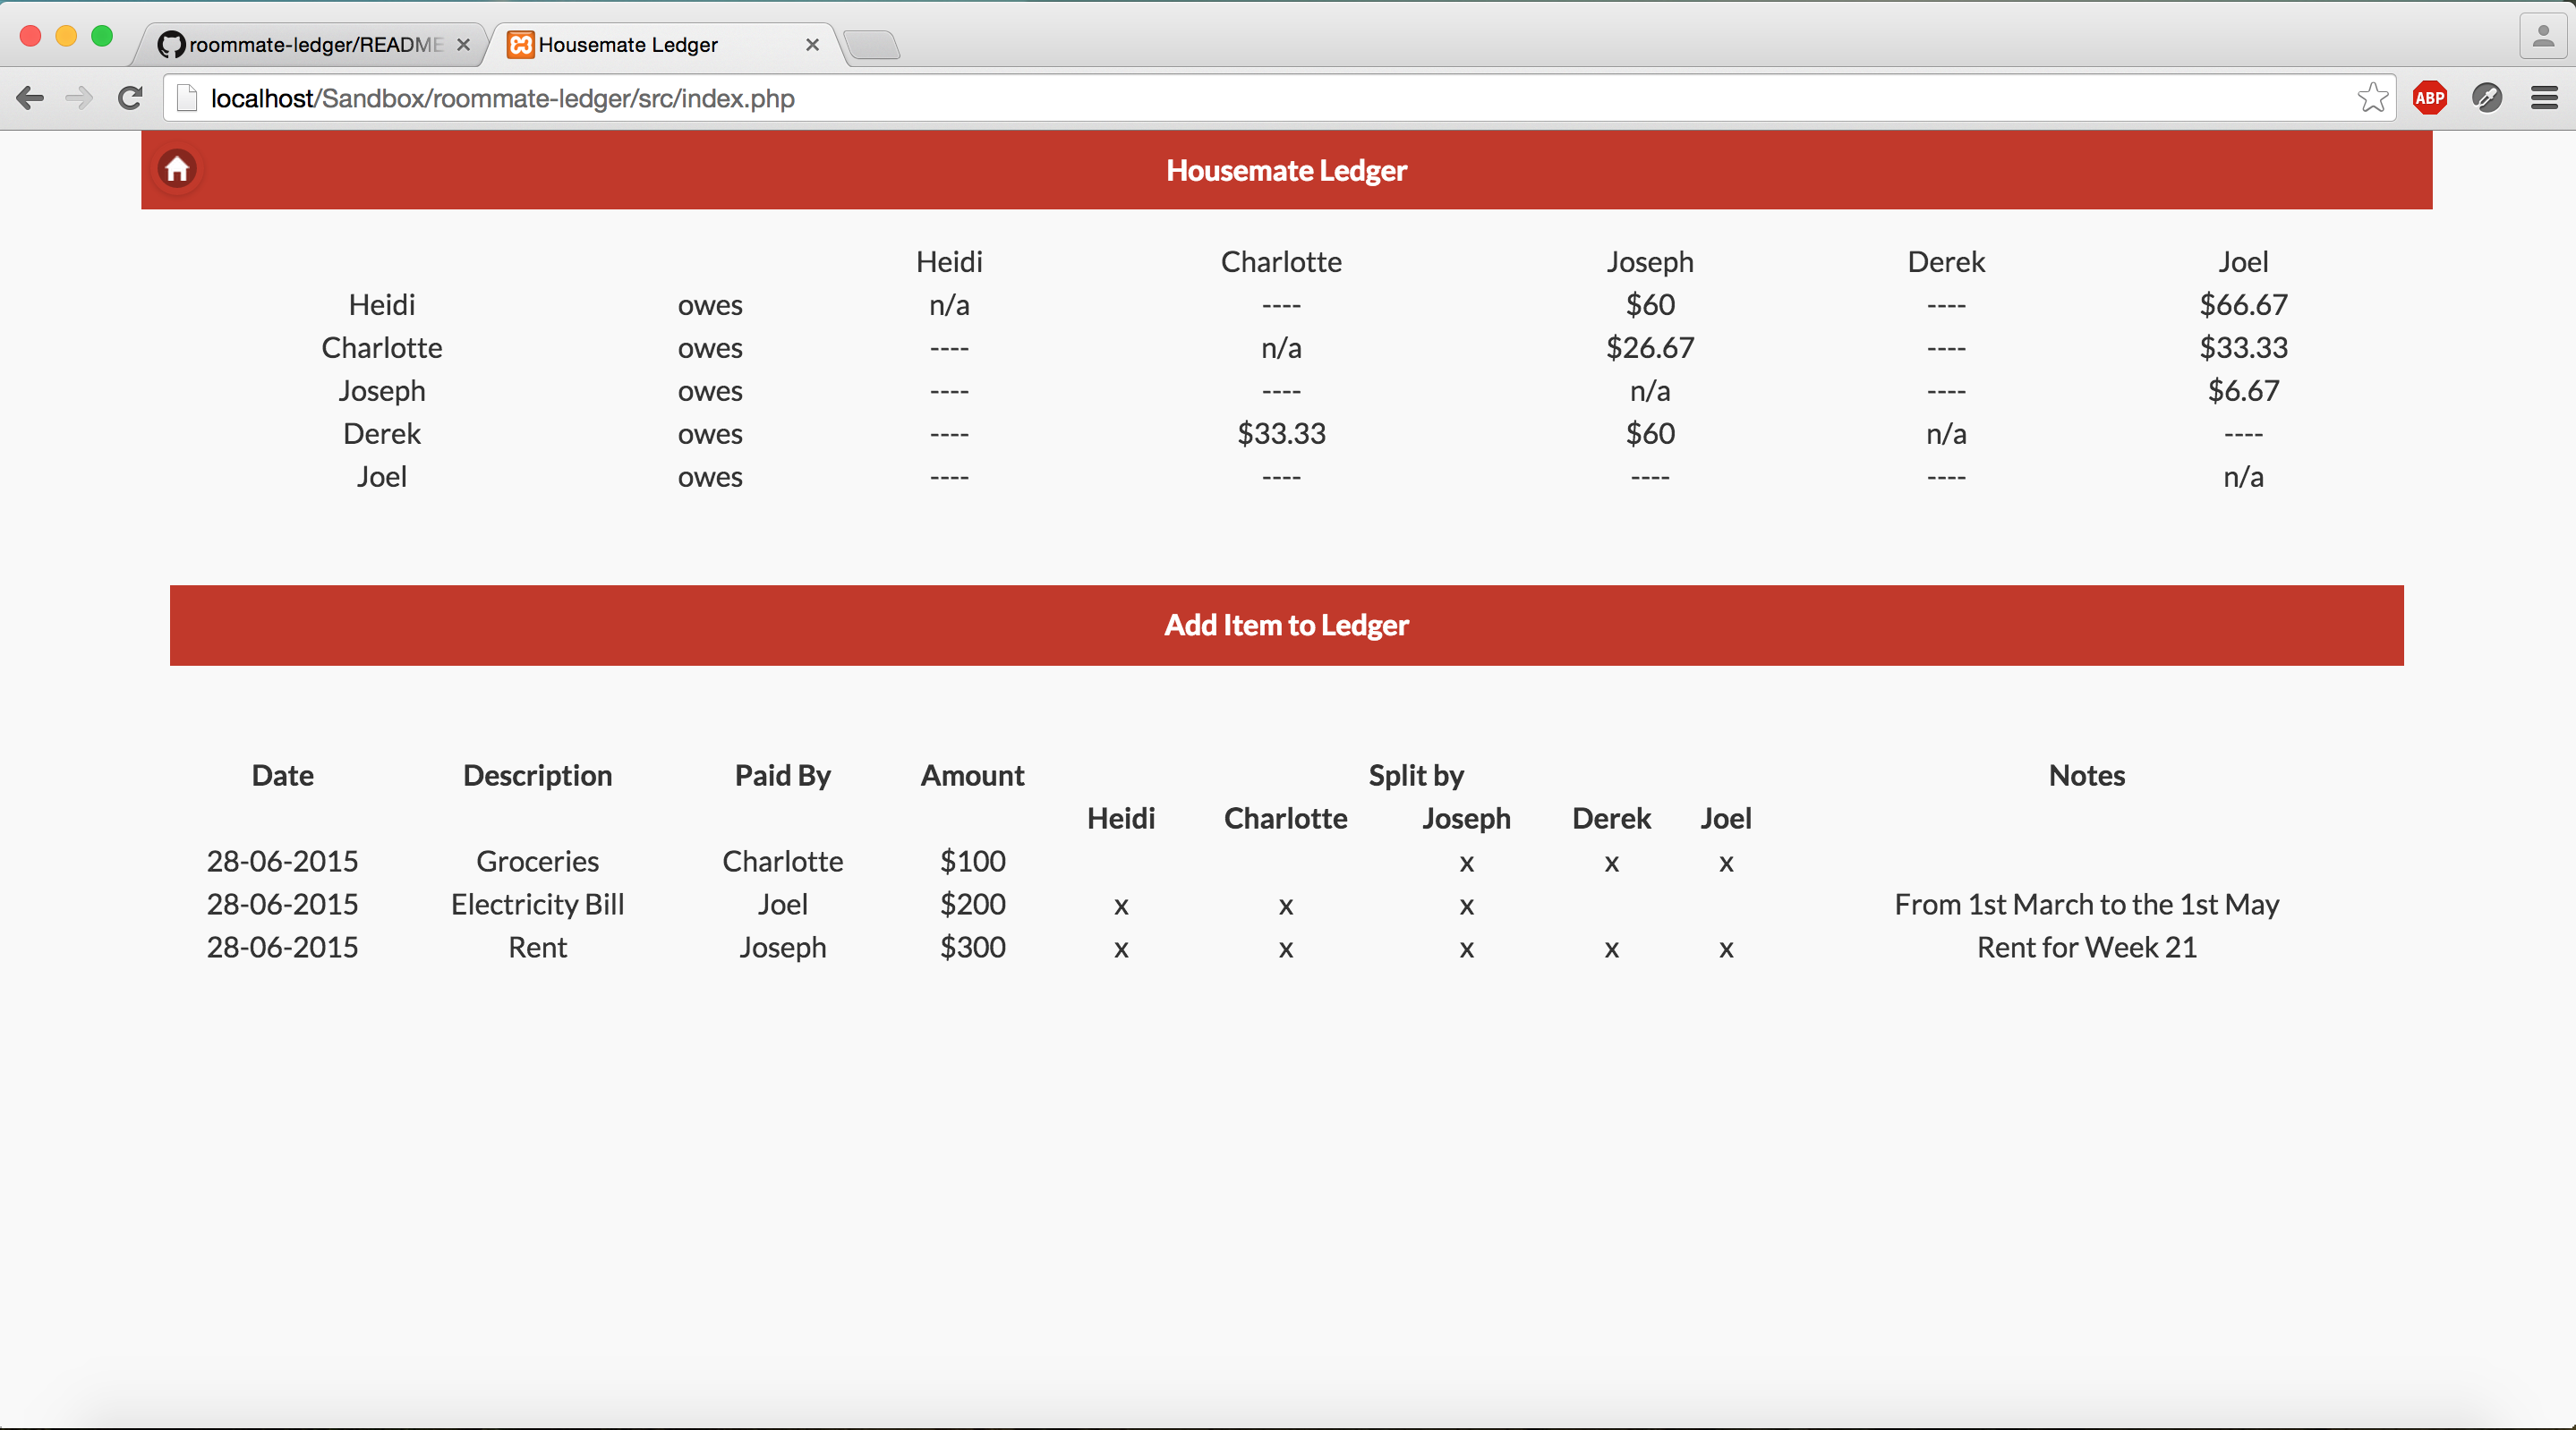 roommate-ledger/README
Housemate Ledger
localhost/Sandbox/roommate-ledger/src/index.php
ABP
Housemate Ledger
Heidi Charlotte Joseph Derek Joel
Heidi owes n/a ---- $60 ---- $66.67
Charlotte owes ---- n/a $26.67 ---- $33.33
Joseph owes ---- ---- n/a ---- $6.67
Derek owes ---- $33.33 $60 n/a ----
Joel owes ---- ---- ---- ---- n/a
Add Item to Ledger
Date Description Paid By Amount Split by Notes
Heidi Charlotte Joseph Derek Joel
28-06-2015 Groceries Charlotte $100 x x x
28-06-2015 Electricity Bill Joel $200 x x x From 1st March to the 1st May
28-06-2015 Rent Joseph $300 x x x x x Rent for Week 21